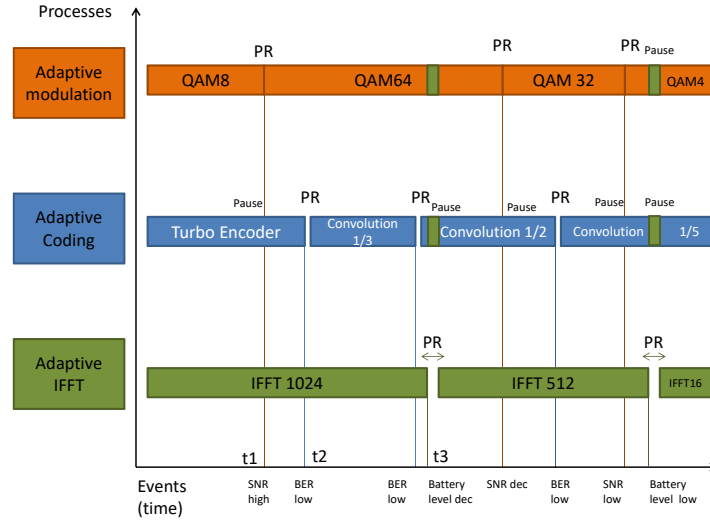 Processes
PR
PR
PR
Pause
Adaptive
modulation
QAM8
QAM64
QAM 32
QAM4
PR
PR
PR
Pause
Pause
Pause
Pause
Pause
Adaptive
Coding
Turbo Encoder
Convolution
1/3
Convolution 1/2
Convolution
1/5
PR
PR
Adaptive
IFFT
IFFT 1024
IFFT 512
IFFT16
t1
t2
t3
Events
(time)
SNR
high
BER
low
BER
low
Battery
level dec
SNR dec
BER
low
SNR
low
Battery
level low